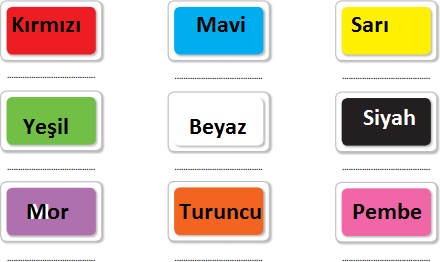 Kırmızı
Mavi
Sarı
Yeşil
Beyaz
Siyah
Mor
Turuncu
Pembe